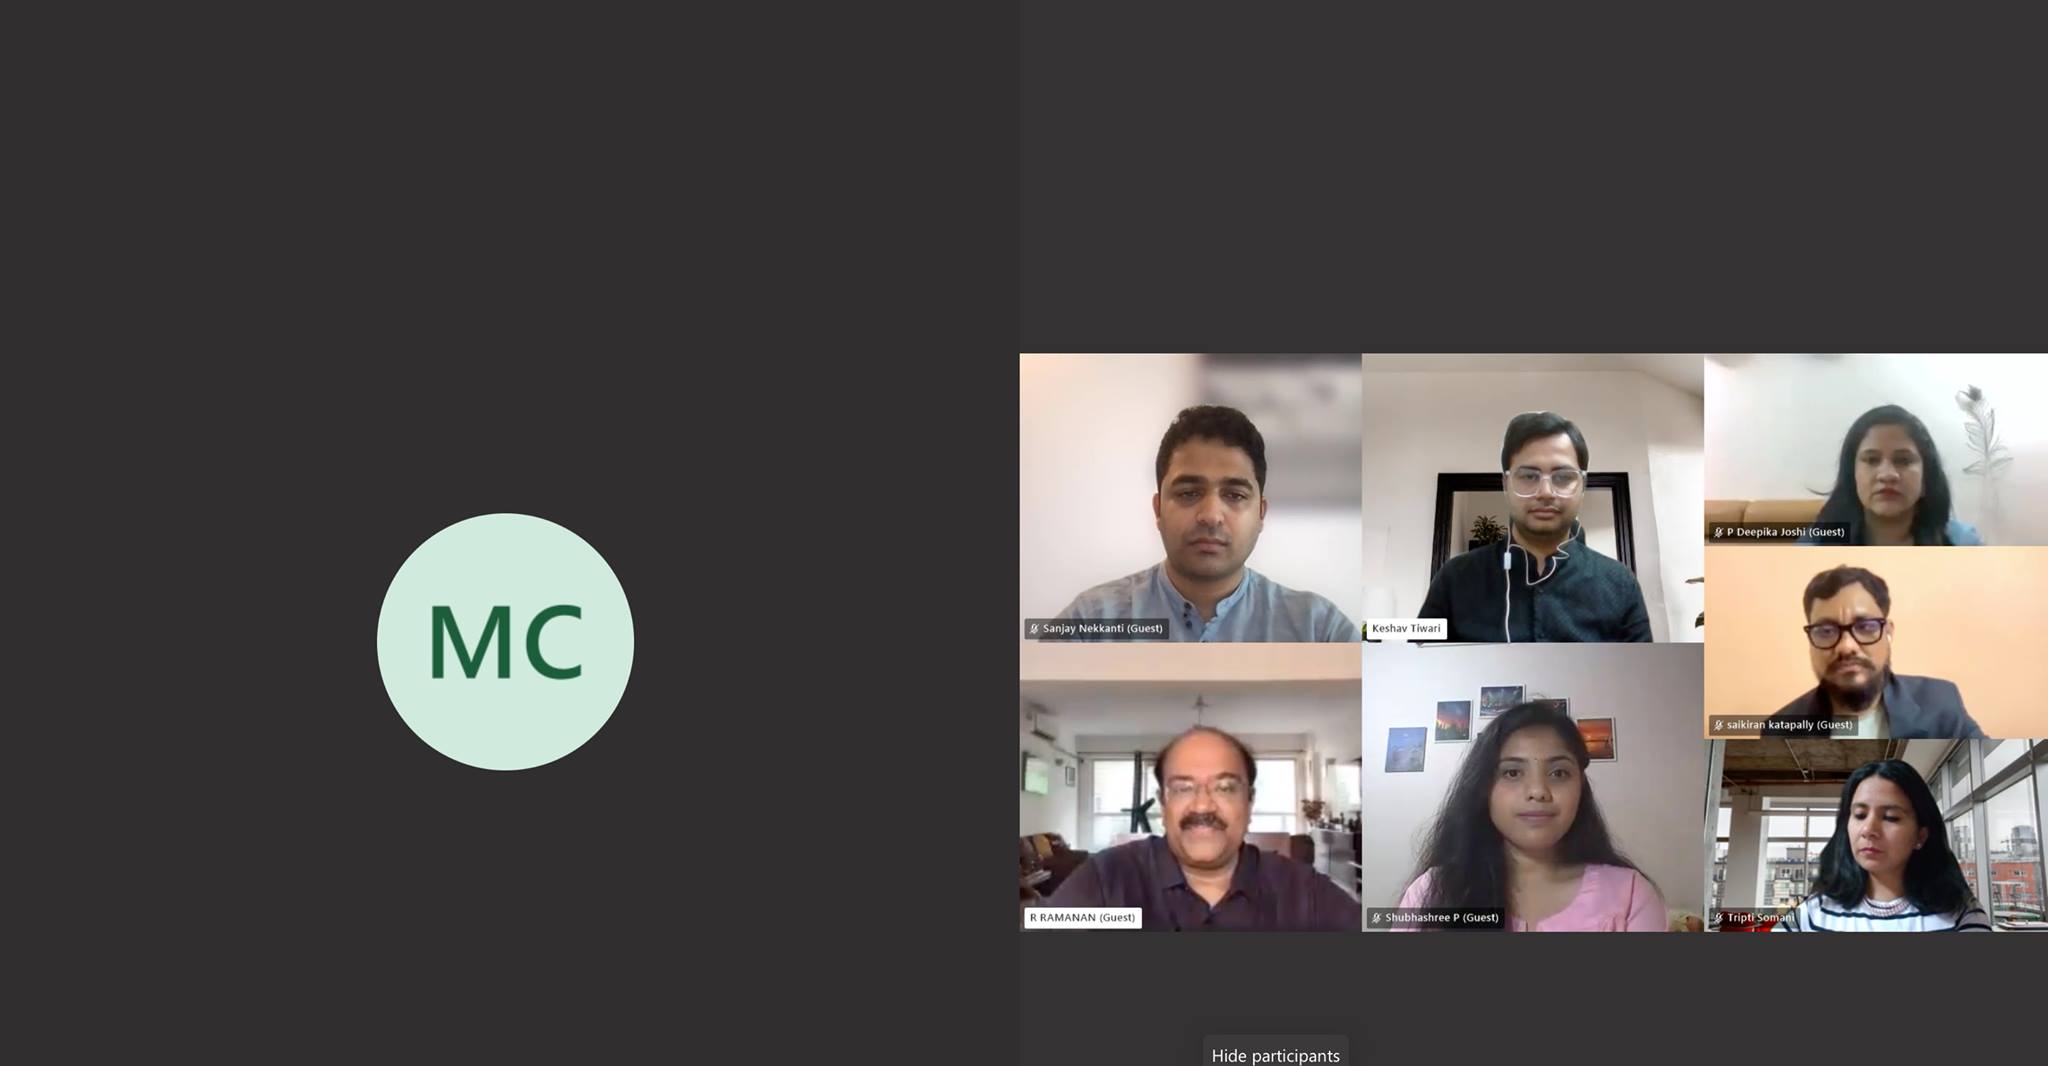 MC
Sanjay Nekkanti (Guest)
Keshav Tiwari
P Deepika Joshi (Guest)
saikiran katapally (Guest)
R RAMANAN (Guest)
Shubhashree P (Guest)
Tripti Somani
Hide participants